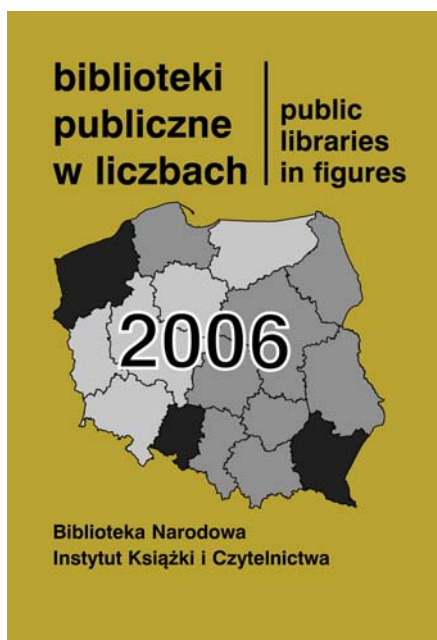 biblioteki
publiczne
w liczbach
public
libraries
in figures
2006
Biblioteka Narodowa
Instytut Książki i Czytelnictwa